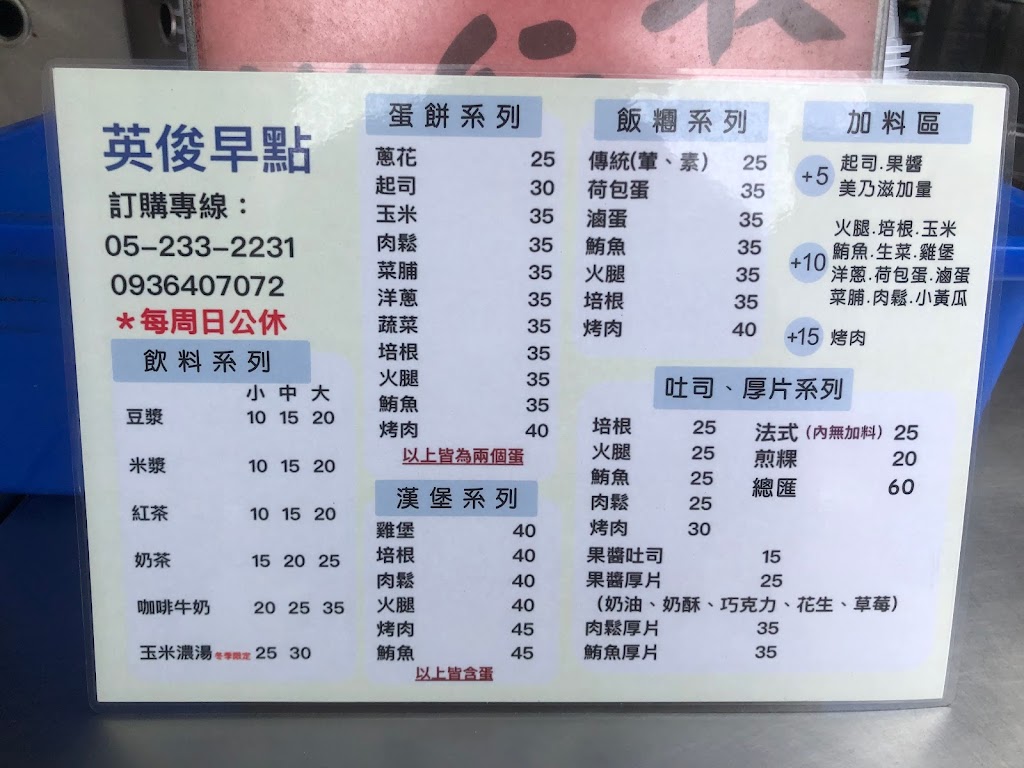 英俊早點
訂購專線：
05-233-2231
0936407072
*每周日公休
飲料系列
小 中 大
豆漿 10 15 20
米漿 10 15 20
紅茶 10 15 20
奶茶 15 20 25
咖啡牛奶 20 25 35
玉米濃湯 冬季限定 25 30
蛋餅系列
蔥花 25
起司 30
玉米 35
肉鬆 35
菜脯 35
洋蔥 35
蔬菜 35
培根 35
火腿 35
鮪魚 35
烤肉 40
以上皆為兩個蛋
漢堡系列
雞堡 40
培根 40
肉鬆 40
火腿 40
烤肉 45
鮪魚 45
以上皆含蛋
飯糰系列
傳統(葷、素) 25
荷包蛋 35
滷蛋 35
鮪魚 35
火腿 35
培根 35
烤肉 40
加料區
+5 起司.果醬
美乃滋加量
火腿.培根.玉米
+10 鮪魚.生菜.雞堡
洋蔥.荷包蛋.滷蛋
菜脯.肉鬆.小黃瓜
+15 烤肉
吐司、厚片系列
培根 25
火腿 25
鮪魚 25
肉鬆 25
烤肉 30
法式(內無加料) 25
煎粿 20
總匯 60
果醬吐司 15
果醬厚片 25
(奶油、奶酥、巧克力、花生、草莓)
肉鬆厚片 35
鮪魚厚片 35